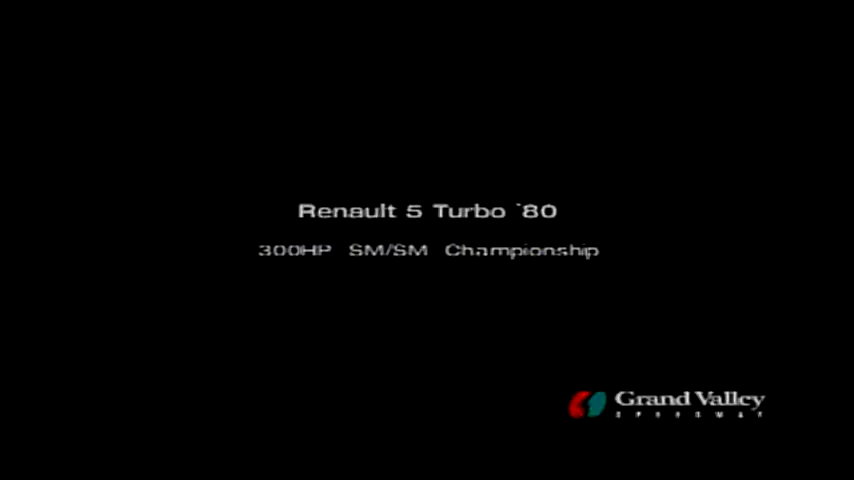 Renault 5 Turbo `80
300HP SM/SM Championship
Grand Valley
SPEEDWAY